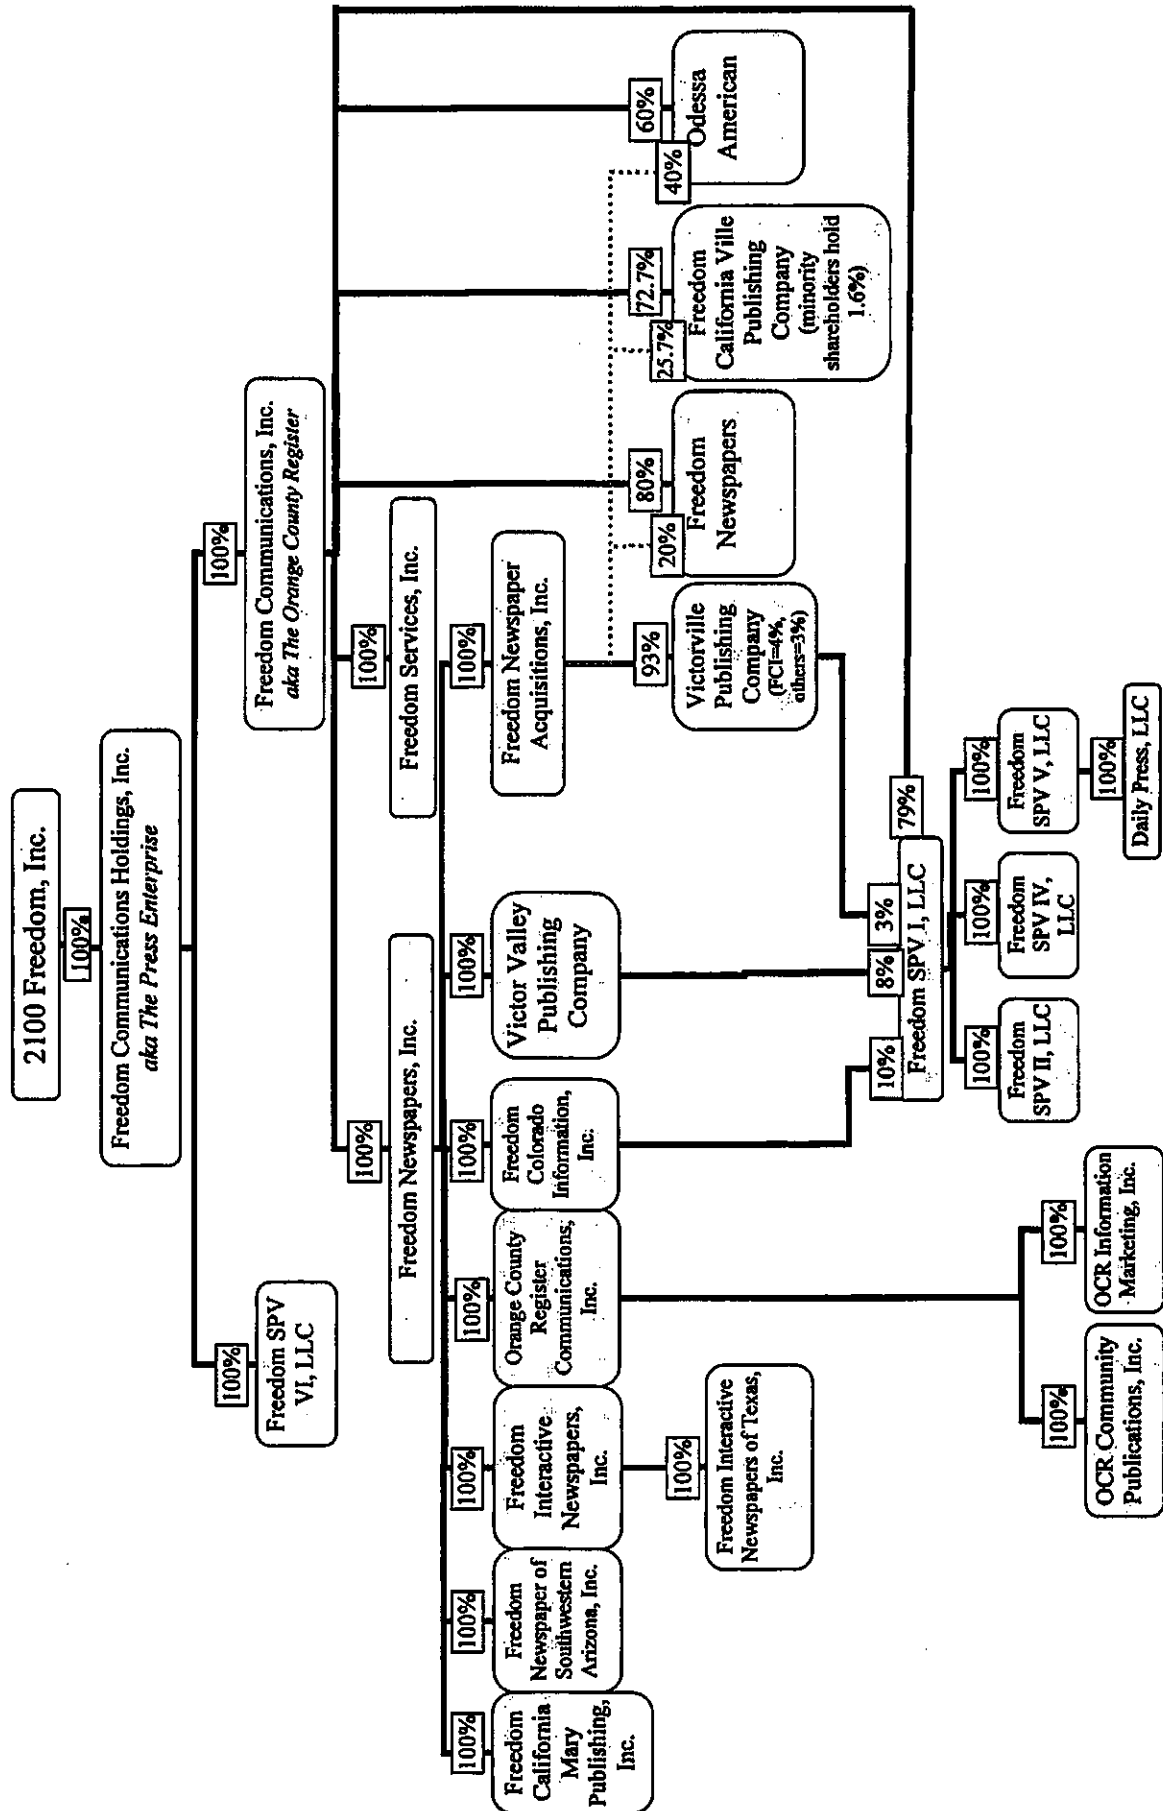 2100 Freedom, Inc.
100%
Freedom Communications Holdings, Inc.
aka The Press Enterprise
100%
Freedom SPV
VI, LLC
100%
Freedom Communications, Inc.
aka The Orange County Register
100%
Freedom Newspapers, Inc.
100%
Freedom Services, Inc.
100%
Freedom
California
Mary
Publishing,
Inc.
100%
Freedom
Newspaper of
Southwestern
Arizona, Inc.
100%
Freedom
Interactive
Newspapers,
Inc.
100%
Orange County
Register
Communications,
Inc.
100%
Freedom
Colorado
Information,
Inc.
100%
Victor Valley
Publishing
Company
100%
Freedom Newspaper
Acquisitions, Inc.
100%
Freedom Interactive
Newspapers of Texas,
Inc.
93%
Victorville
Publishing
Company
(FCI=4%,
others=3%)
20%
80%
Freedom
Newspapers
25.7%
72.7%
Freedom
California Ville
Publishing
Company
(minority
shareholders hold
1.6%)
40%
60%
Odessa
American
10%
8%
3%
79%
Freedom SPV I, LLC
100%
Freedom
SPV II, LLC
100%
Freedom
SPV IV,
LLC
100%
Freedom
SPV V, LLC
100%
OCR Community
Publications, Inc.
100%
OCR Information
Marketing, Inc.
100%
Daily Press, LLC